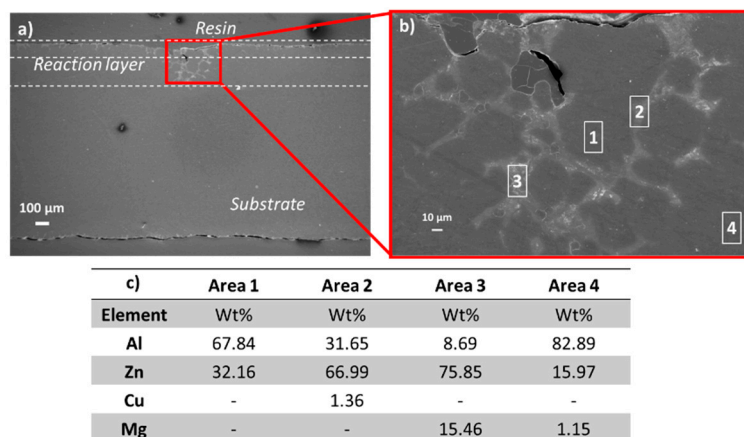 a)
Resin
Reaction layer
100 μm
Substrate
b)
1
2
3
4
10 μm
c) Area 1 Area 2 Area 3 Area 4
Element Wt% Wt% Wt% Wt%
Al 67.84 31.65 8.69 82.89
Zn 32.16 66.99 75.85 15.97
Cu - 1.36 - -
Mg - - 15.46 1.15